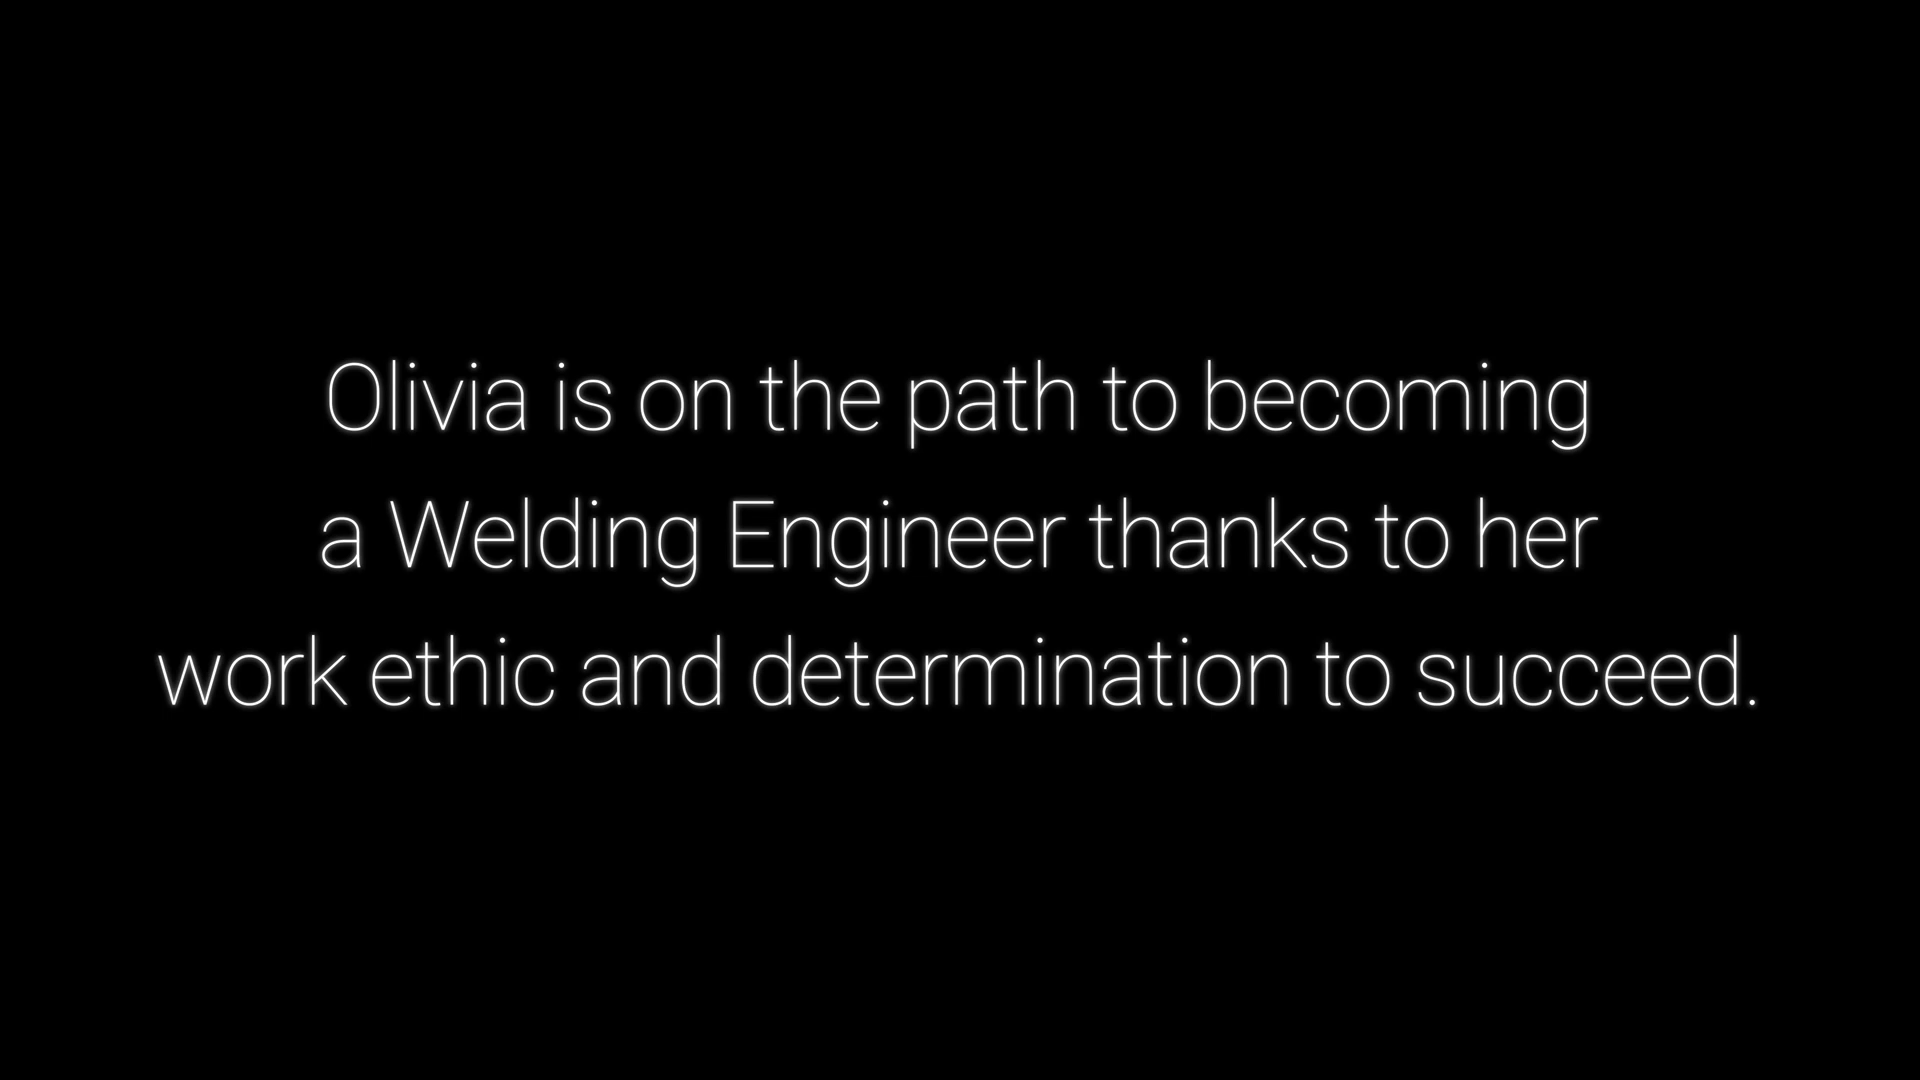 Olivia is on the path to becoming
a Welding Engineer thanks to her
work ethic and determination to succeed.